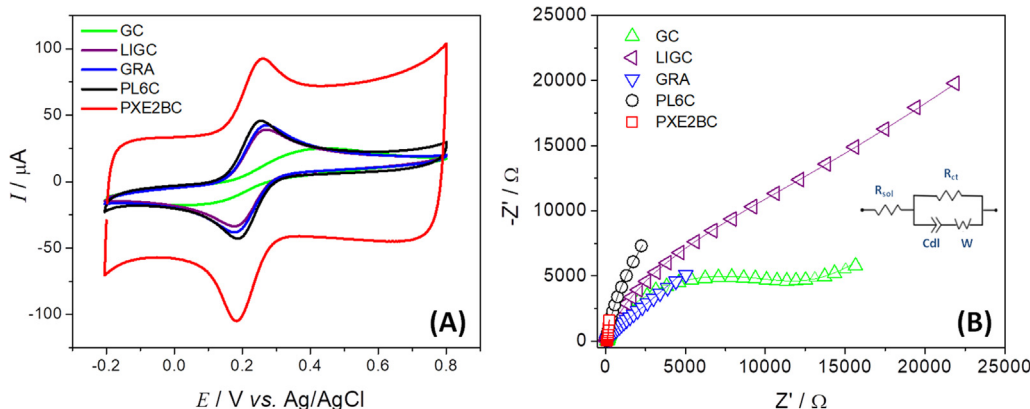 100
50
0
-50
-100
I / μA
GC
LIGC
GRA
PL6C
PXE2BC
(A)
-0.2 0.0 0.2 0.4 0.6 0.8
E / V vs. Ag/AgCl
-25000
-20000
-15000
-10000
-5000
0
-Z' / Ω
GC
LIGC
GRA
PL6C
PXE2BC
Rsol
Rct
Cdl
W
(B)
0 5000 10000 15000 20000 25000
Z' / Ω